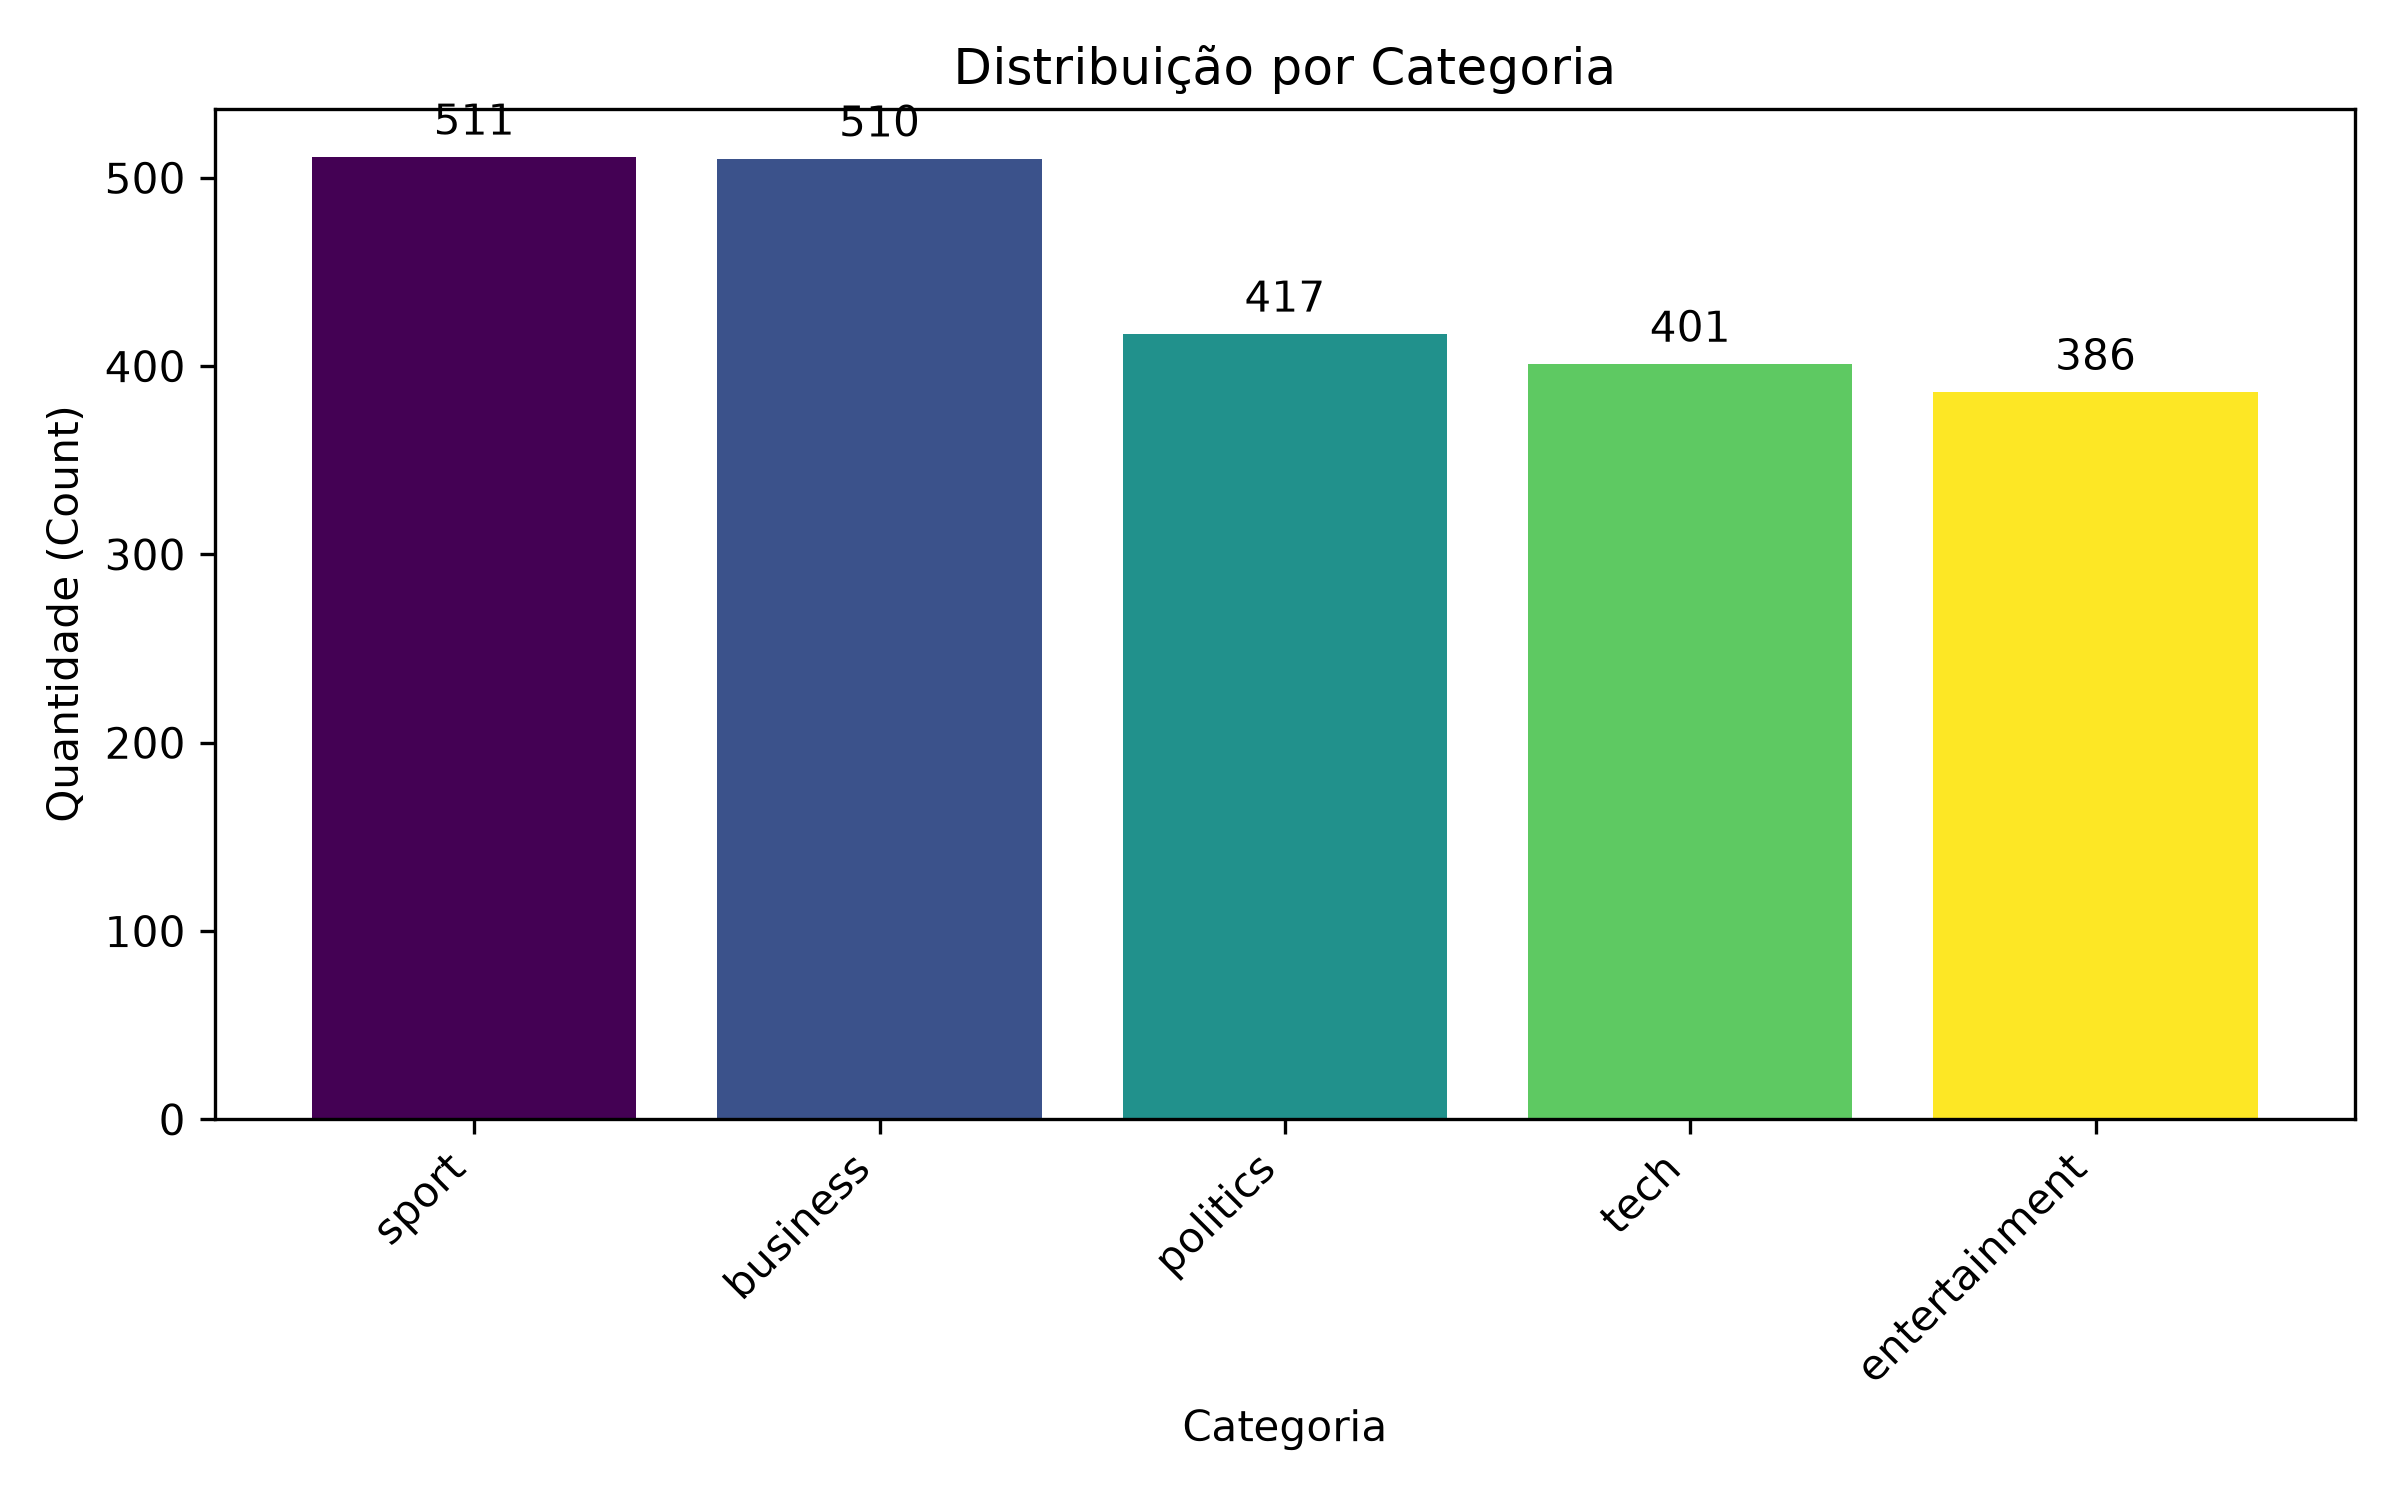 Distribuição por Categoria
511
510
417
401
386
500
400
300
200
100
0
Quantidade (Count)
sport
business
politics
tech
entertainment
Categoria